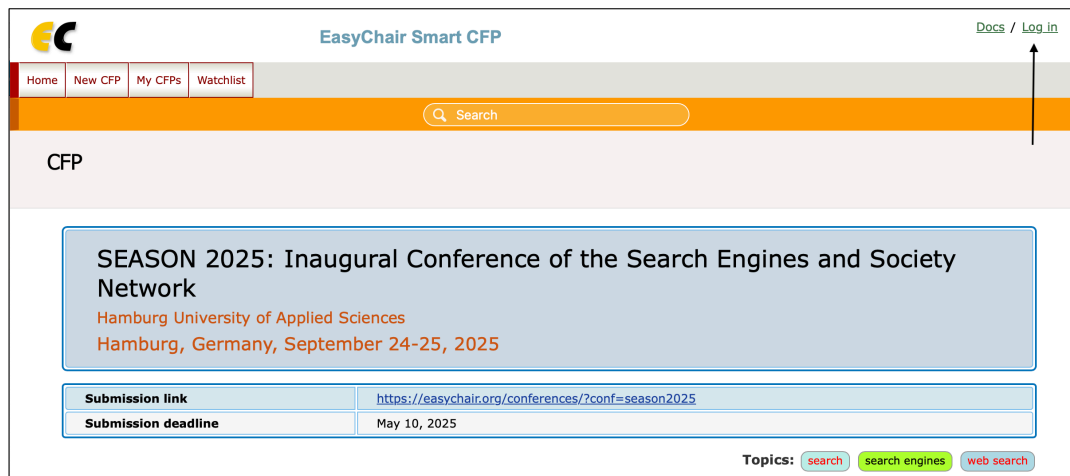 EC
EasyChair Smart CFP
Docs / Log in
Home New CFP My CFPs Watchlist
Search
CFP
SEASON 2025: Inaugural Conference of the Search Engines and Society
Network
Hamburg University of Applied Sciences
Hamburg, Germany, September 24-25, 2025
Submission link https://easychair.org/conferences/?conf=season2025
Submission deadline May 10, 2025
Topics: search search engines web search